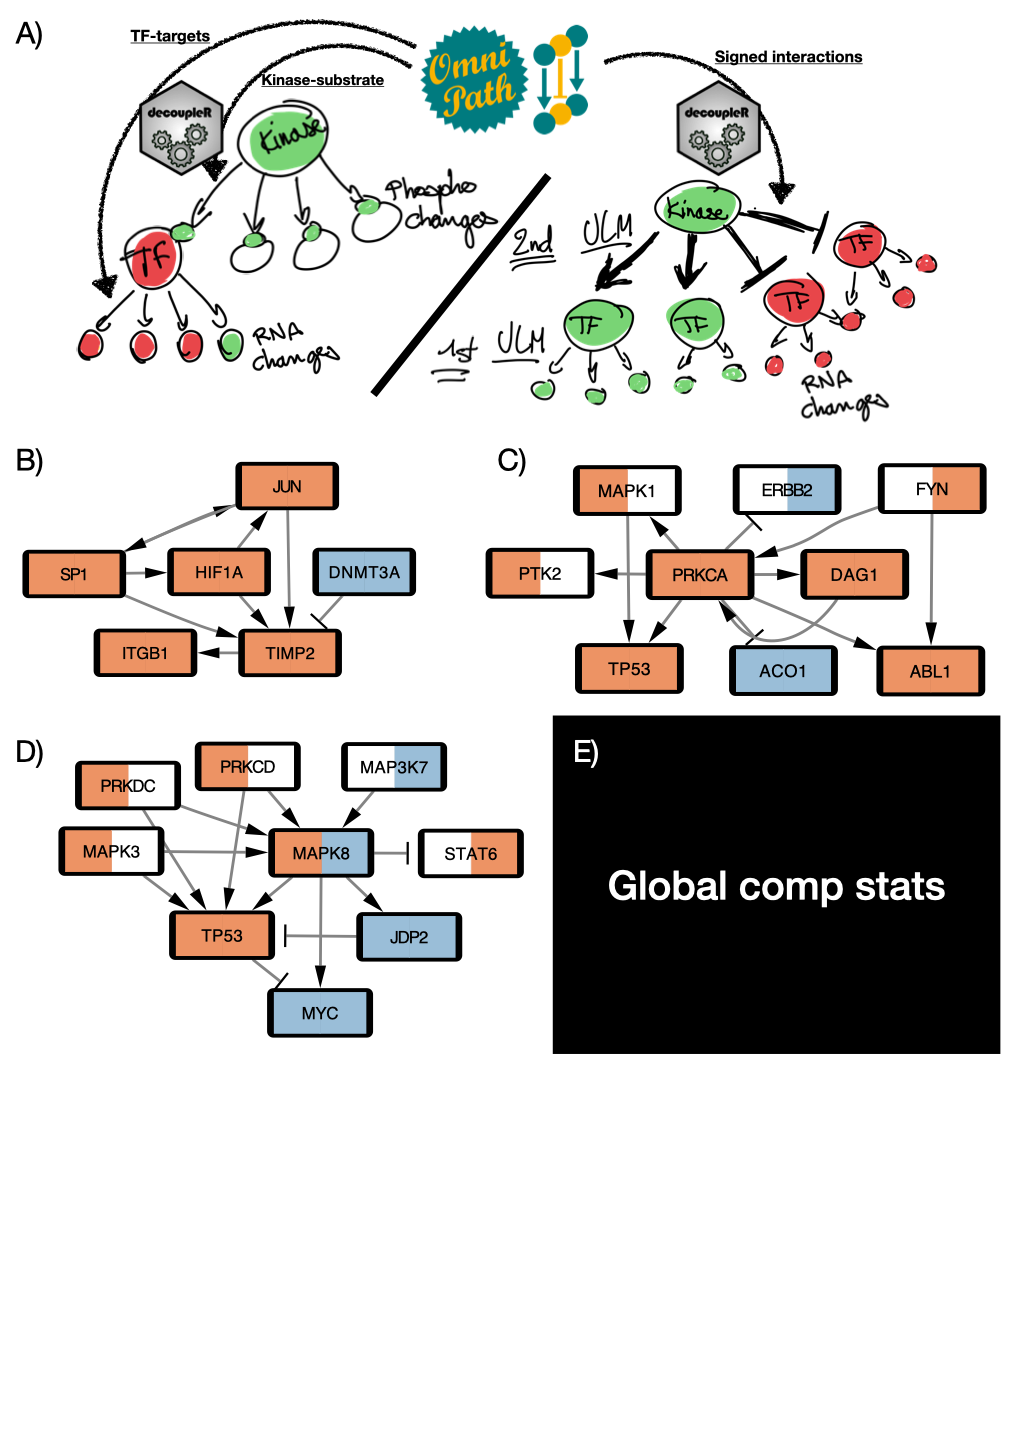 A)
TF-targets
Kinase-substrate
Omni
Path
Signed interactions
decoupleR
decoupleR
Kinase
Phospho
changes
TF
RNA
changes
Kinase
2nd ULM
TF
TF
TF
TF
1st ULM
RNA
changes
B)
JUN
SP1
HIF1A
DNMT3A
ITGB1
TIMP2
C)
MAPK1
ERBB2
FYN
PTK2
PRKCA
DAG1
TP53
ACO1
ABL1
D)
PRKDC
PRKCD
MAP3K7
MAPK3
MAPK8
STAT6
TP53
JDP2
MYC
E)
Global comp stats